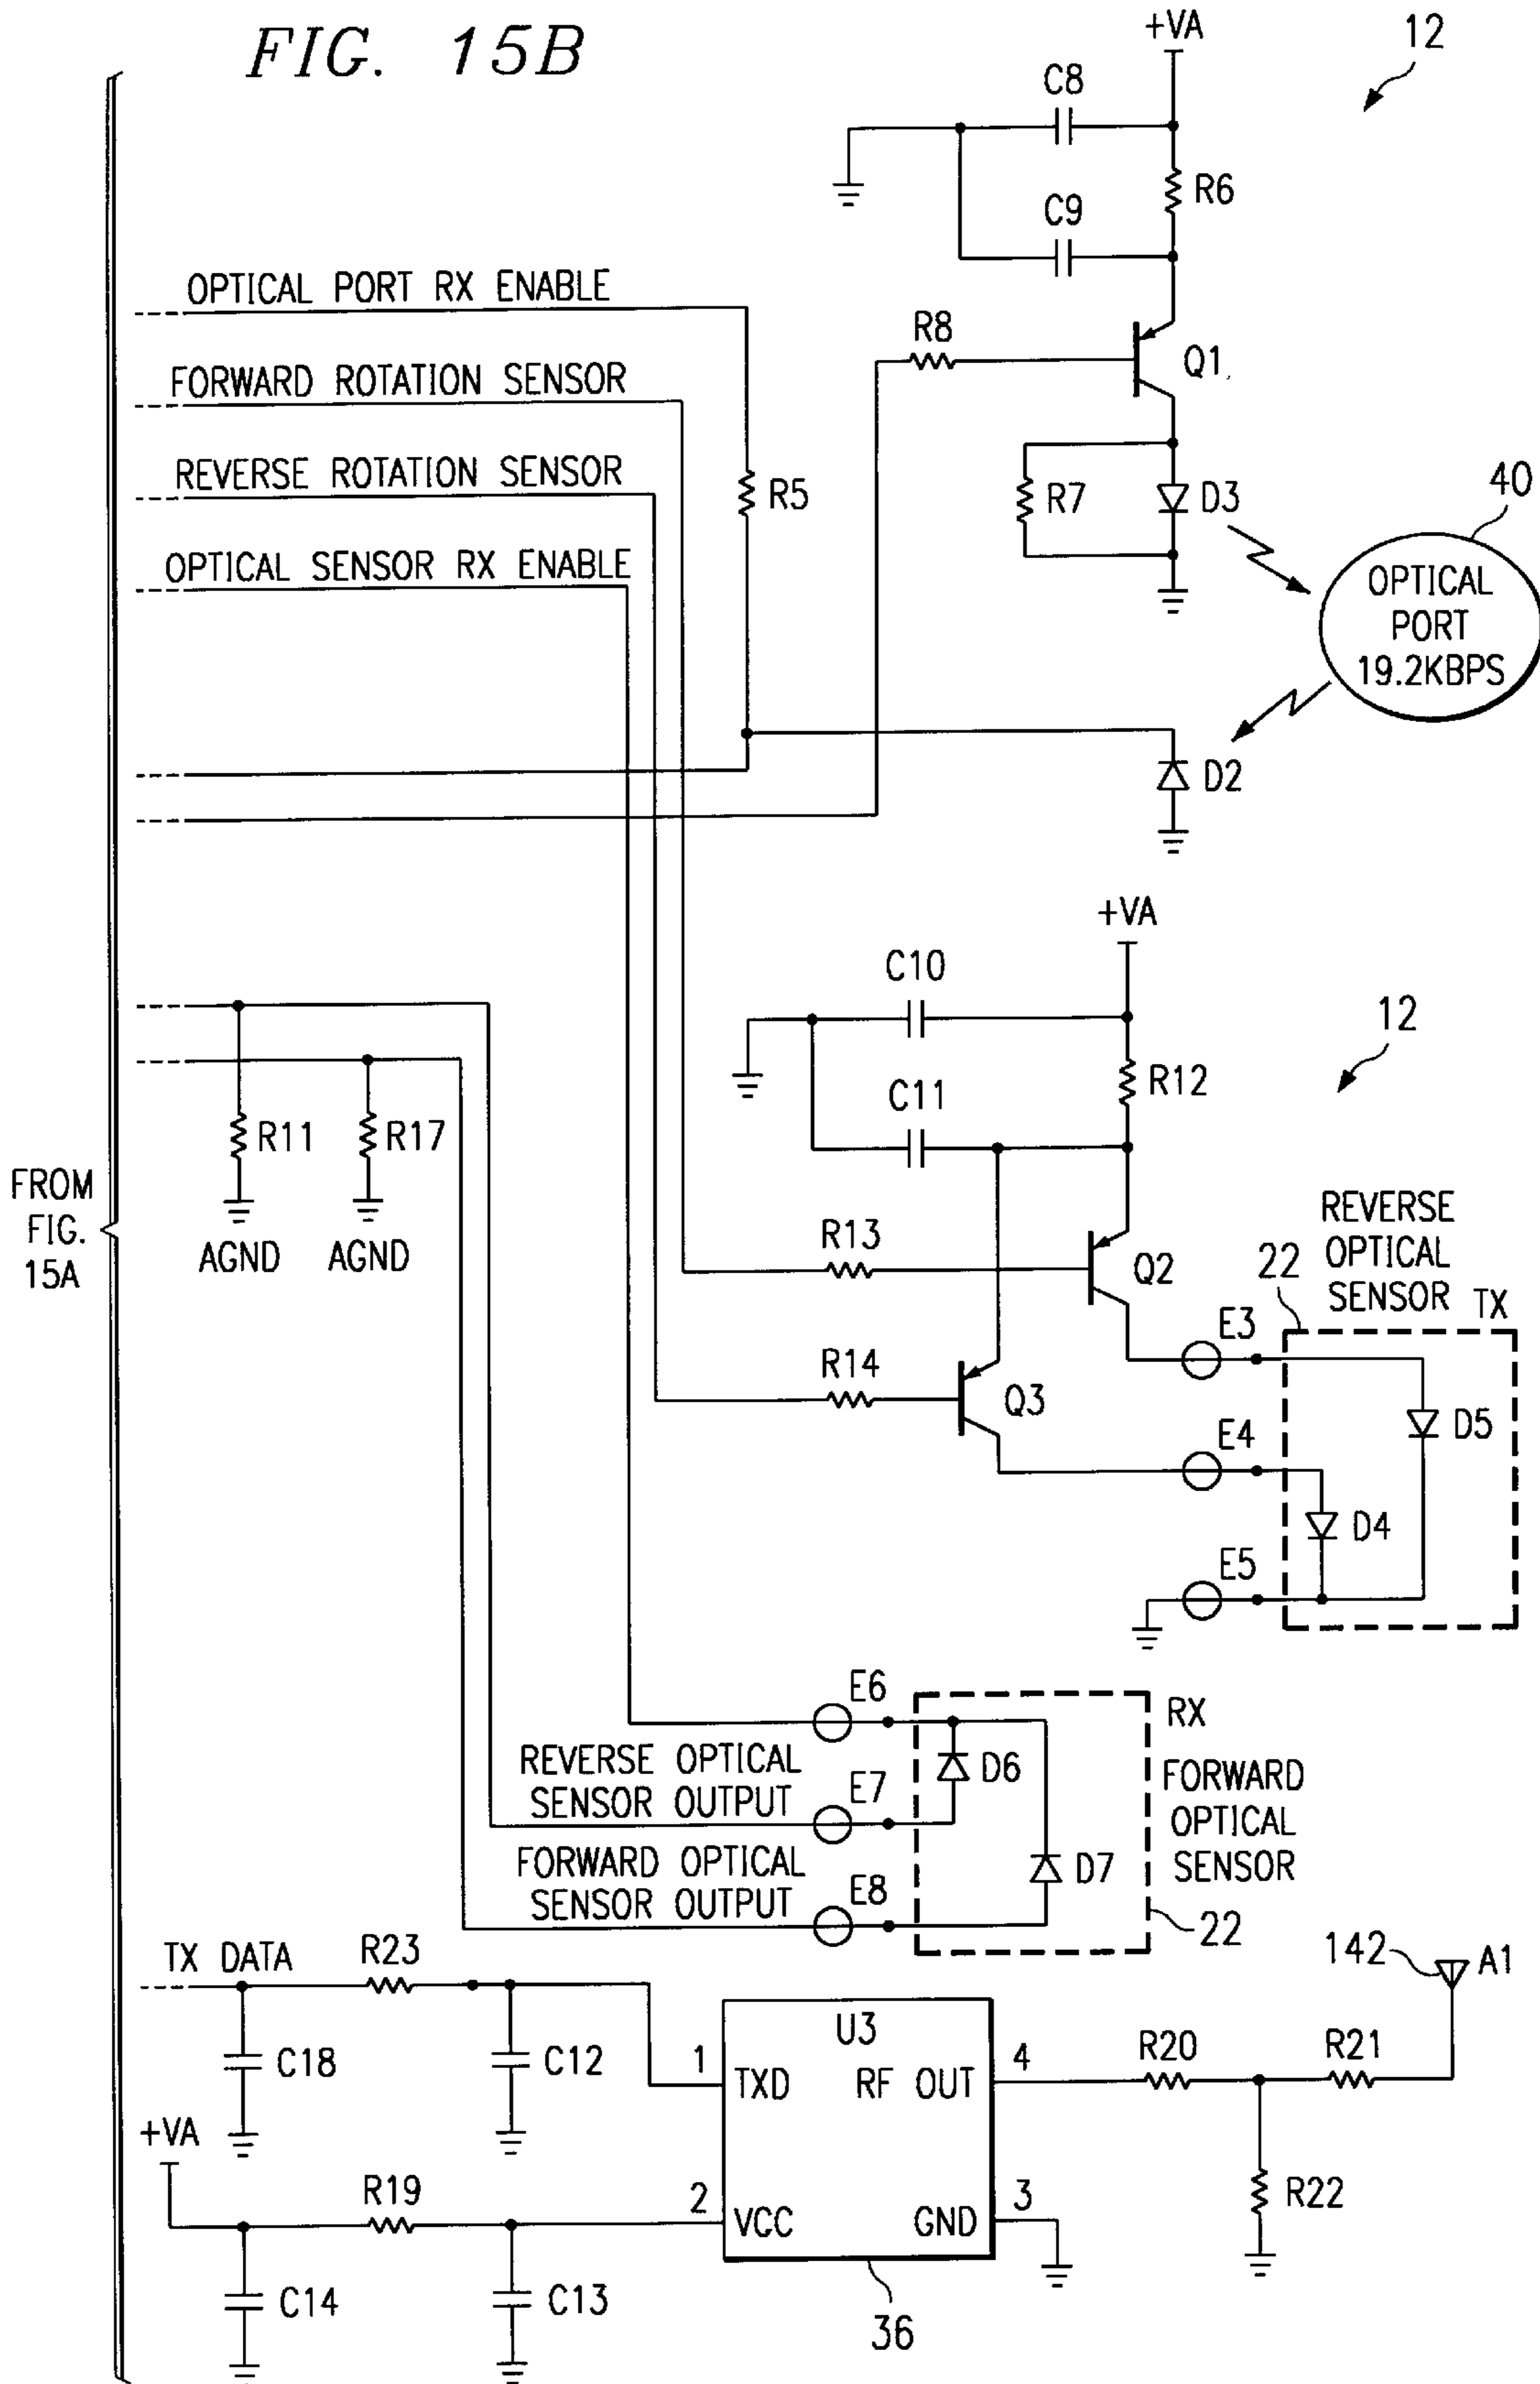 FIG. 15B
+VA
12
C8
R6
C9
OPTICAL PORT RX ENABLE
R8
Q1
FORWARD ROTATION SENSOR
REVERSE ROTATION SENSOR
R5
R7
D3
40
OPTICAL SENSOR RX ENABLE
OPTICAL
PORT
19.2KBPS
D2
+VA
C10
12
R12
C11
R11
R17
AGND
AGND
FROM
FIG.
15A
R13
Q2
REVERSE
OPTICAL
SENSOR
22
TX
E3
R14
Q3
D5
E4
D4
E5
E6
RX
D6
REVERSE OPTICAL
SENSOR OUTPUT
E7
FORWARD
OPTICAL
SENSOR
FORWARD OPTICAL
SENSOR OUTPUT
E8
D7
22
TX DATA
R23
142
A1
C18
C12
U3
1
TXD
RF OUT
4
R20
R21
+VA
R19
2
VCC
GND
3
R22
C14
C13
36